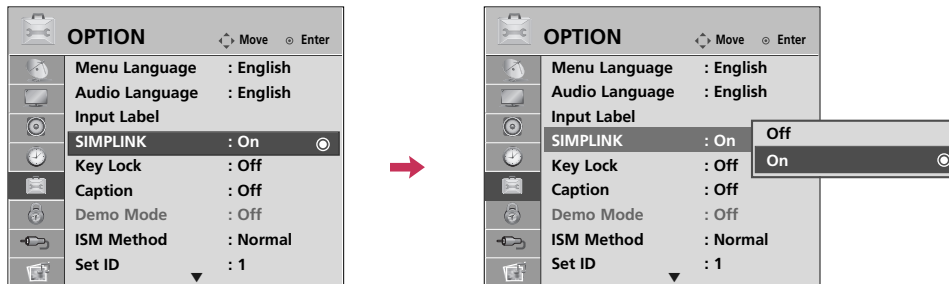 OPTION Move Enter
Menu Language : English
Audio Language : English
Input Label
SIMPLINK : On
Key Lock : Off
Caption : Off
Demo Mode : Off
ISM Method : Normal
Set ID : 1
OPTION Move Enter
Menu Language : English
Audio Language : English
Input Label
SIMPLINK : On
Key Lock : Off
Caption : Off
Demo Mode : Off
ISM Method : Normal
Set ID : 1
Off
On